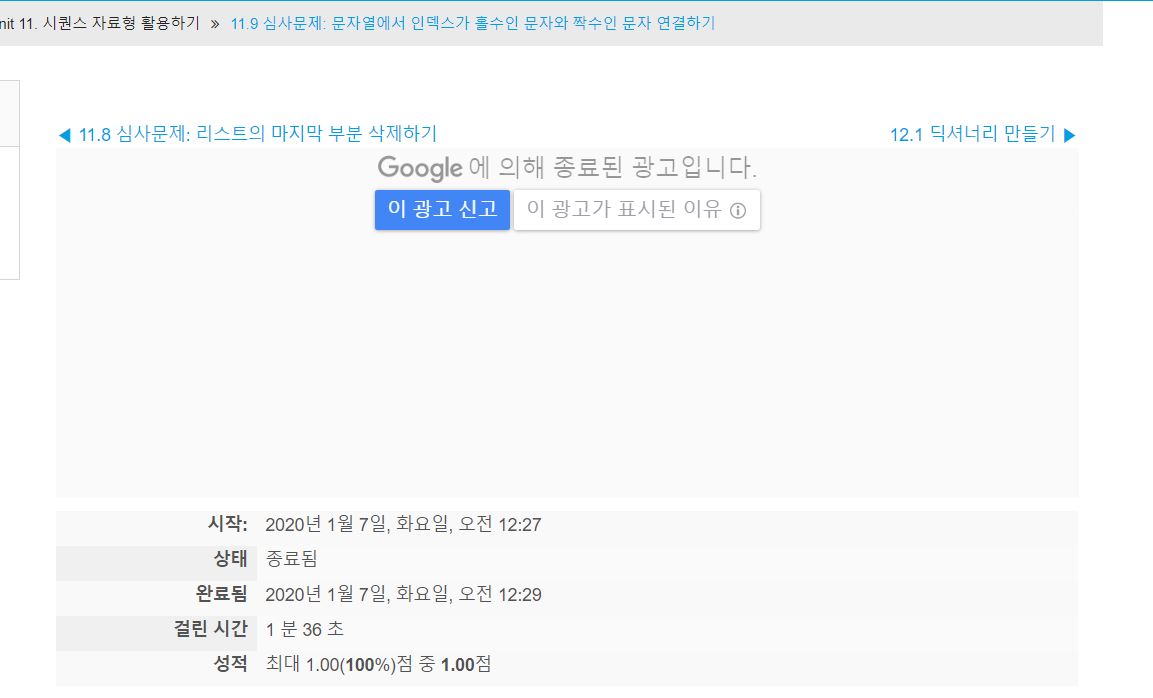 nit 11. 시퀀스 자료형 활용하기 » 11.9 심사문제: 문자열에서 인덱스가 홀수인 문자와 짝수인 문자 연결하기
◀ 11.8 심사문제: 리스트의 마지막 부분 삭제하기 12.1 딕셔너리 만들기 ▶
Google 에 의해 종료된 광고입니다.
이 광고 신고 이 광고가 표시된 이유 ⓘ
시작: 2020년 1월 7일, 화요일, 오전 12:27
상태 종료됨
완료됨 2020년 1월 7일, 화요일, 오전 12:29
걸린 시간 1 분 36 초
성적 최대 1.00(100%)점 중 1.00점